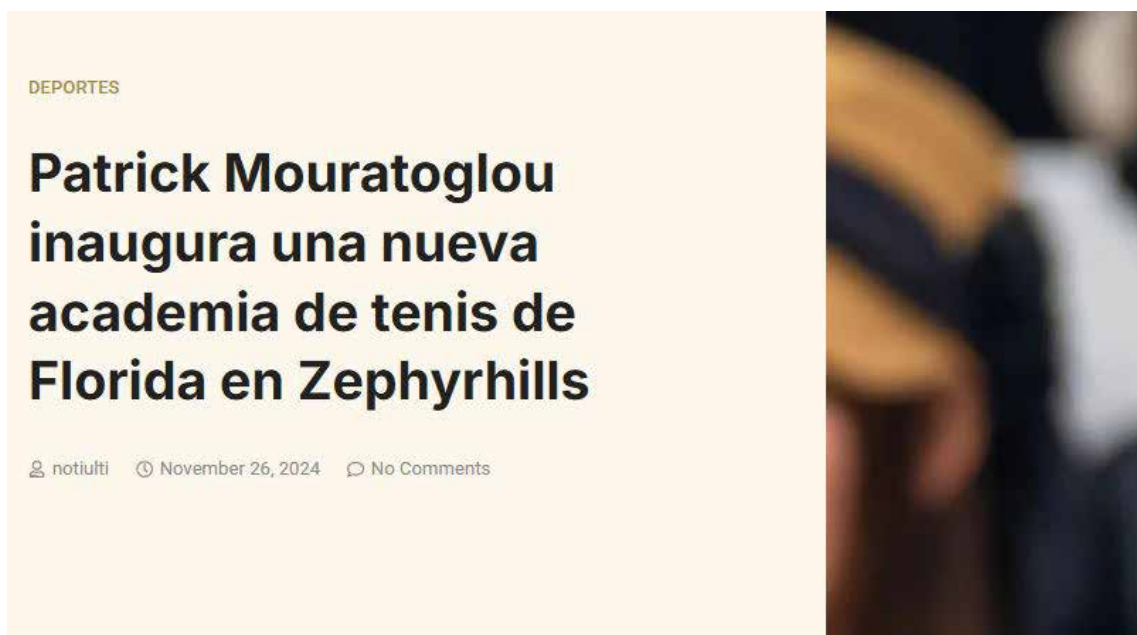 DEPORTES
Patrick Mouratoglou
inaugura una nueva
academia de tenis de
Florida en Zephyrhills
notiulti November 26, 2024 No Comments